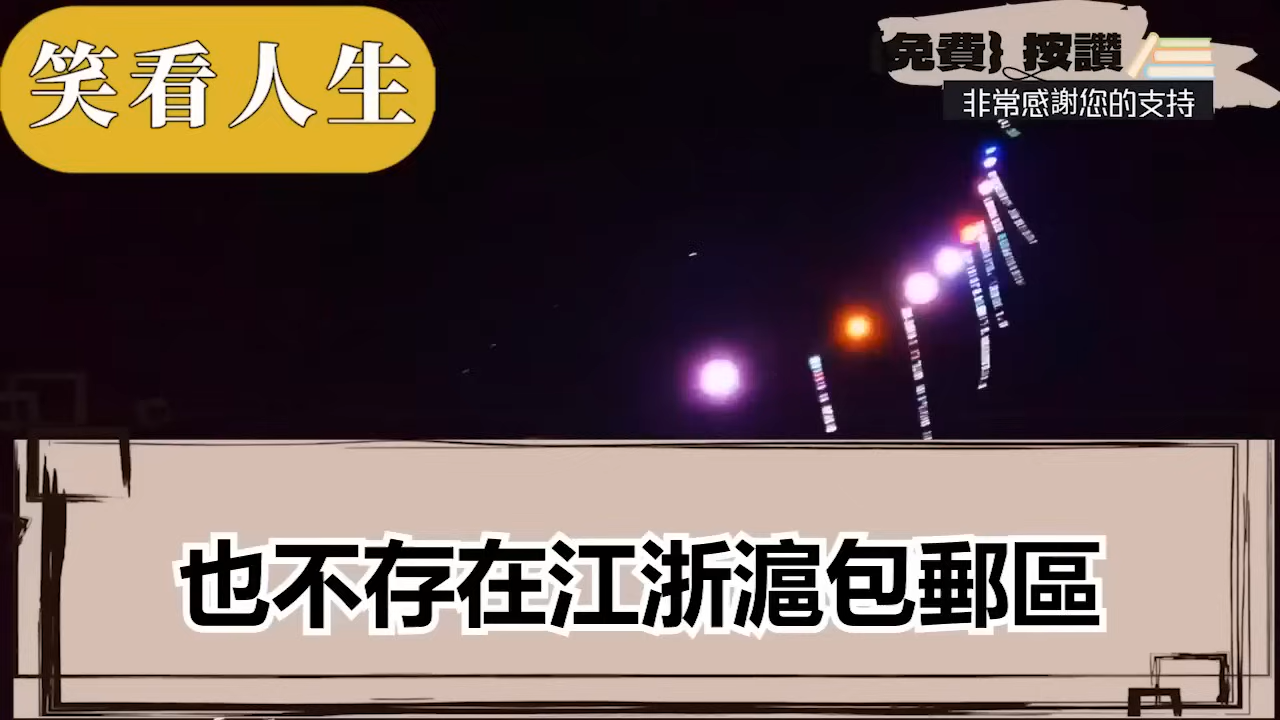 笑看人生
免費} 按讚
非常感謝您的支持
也不存在江浙滬包郵區